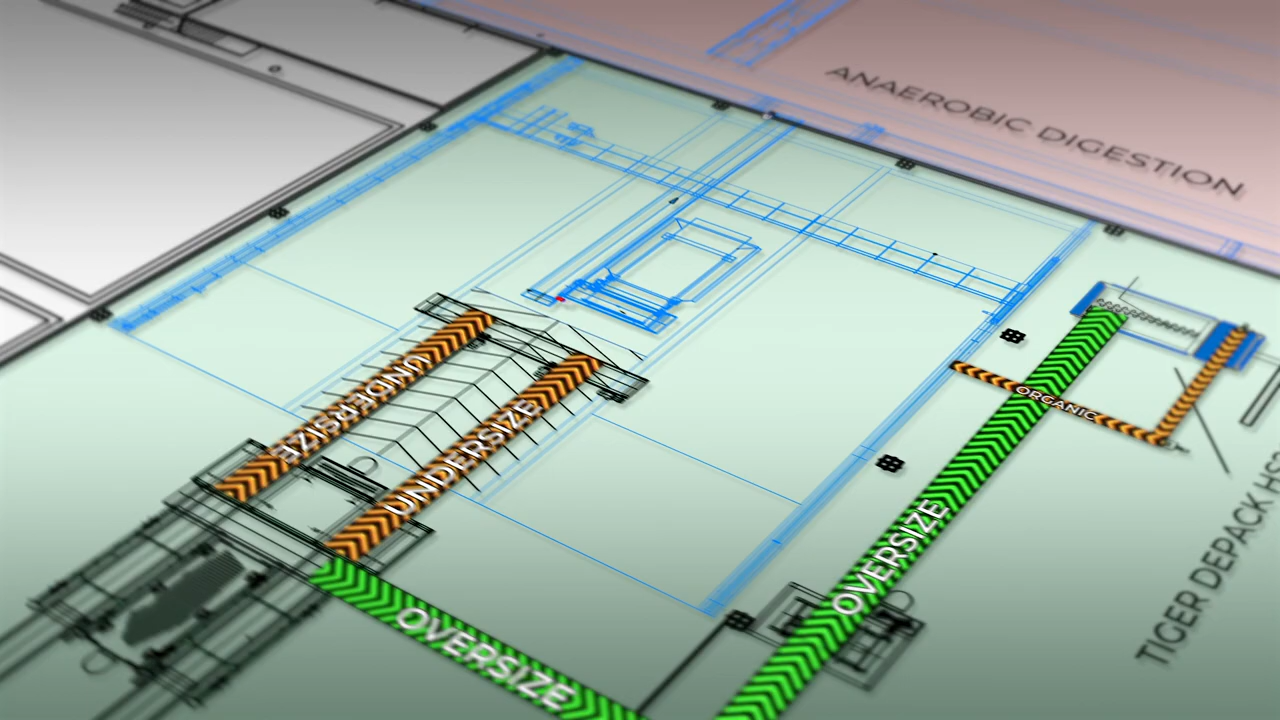 ANAEROBIC DIGESTION
UNDERSIZE
UNDERSIZE
ORGANIC
OVERSIZE
OVERSIZE
TIGER DEPACK